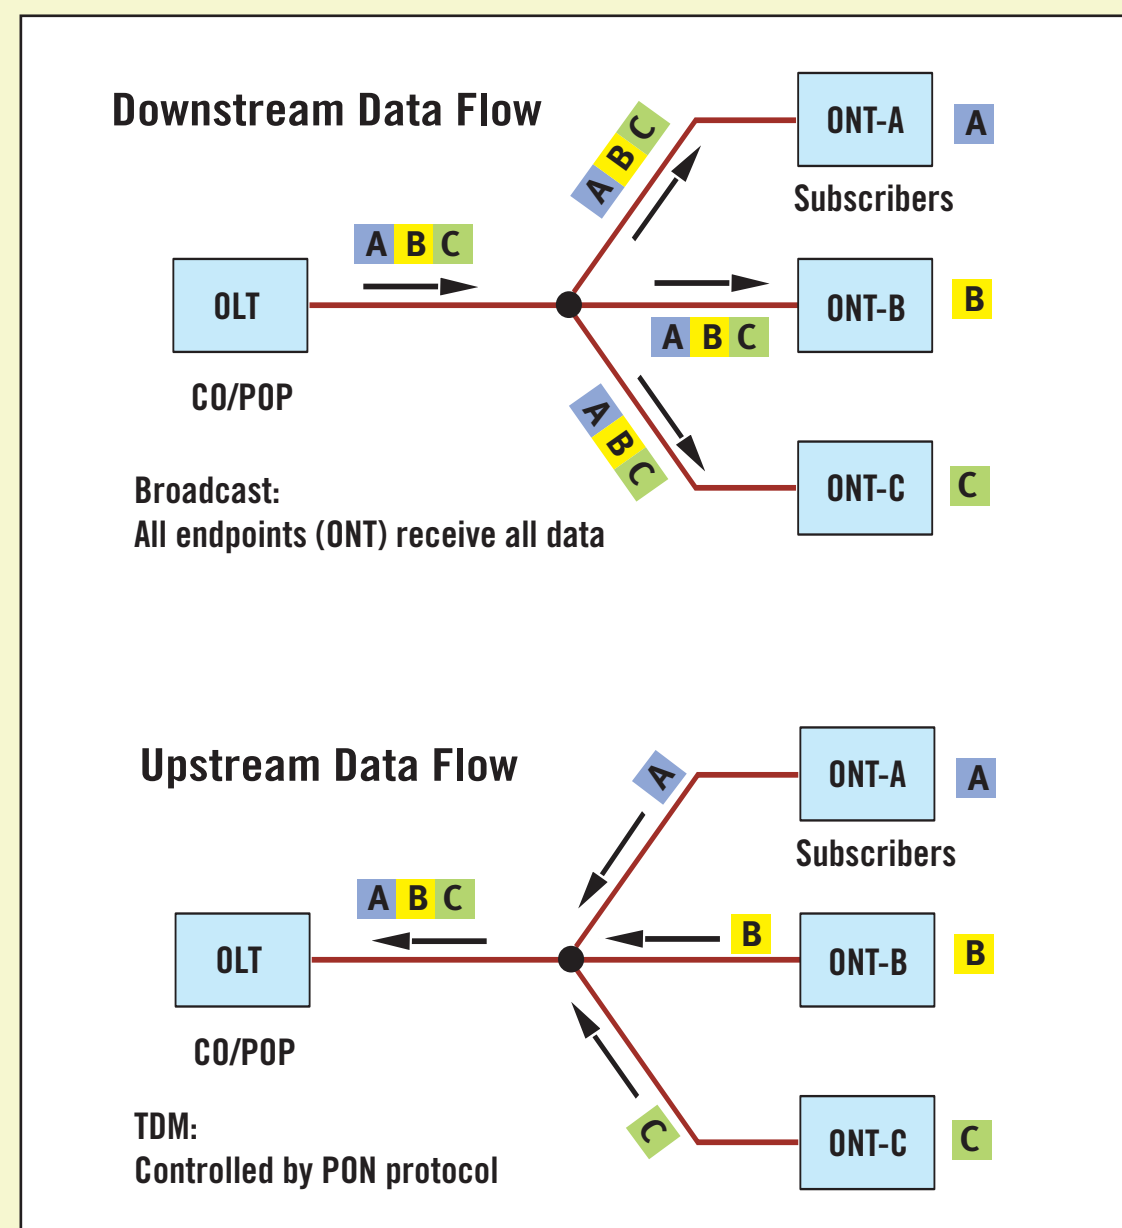 Downstream Data Flow
A B C
ONT-A
A
Subscribers
A B C
OLT
CO/POP
ONT-B
B
A B C
A B C
ONT-C
C
Broadcast:
All endpoints (ONT) receive all data
Upstream Data Flow
A
ONT-A
A
Subscribers
A B C
OLT
CO/POP
B
ONT-B
B
C
ONT-C
C
TDM:
Controlled by PON protocol